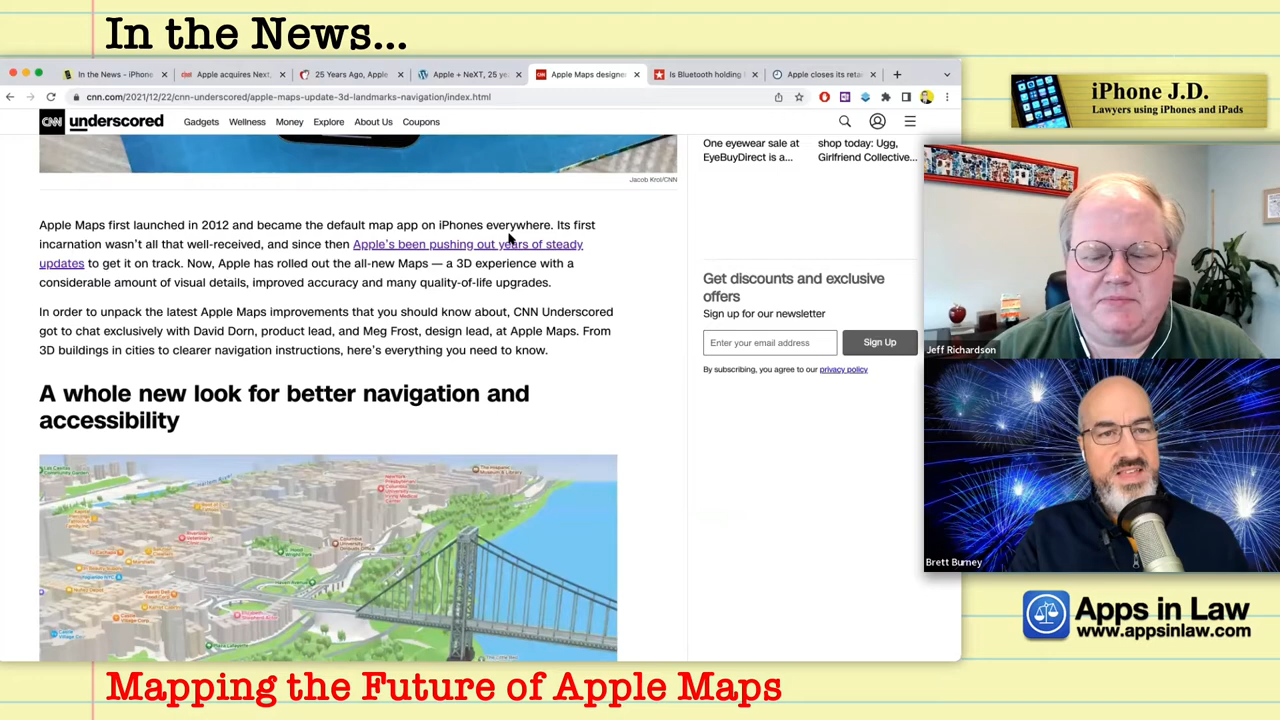 In the News...
In the News - iPhone
Apple acquires Next,
25 Years Ago, Apple
Apple + NeXT, 25 ye
Apple Maps designe
Is Bluetooth holding
Apple closes its reta
cnn.com/2021/12/22/cnn-underscored/apple-maps-update-3d-landmarks-navigation/index.html
CNN underscored
Gadgets Wellness Money Explore About Us Coupons
Jacob Krol/CNN
Apple Maps first launched in 2012 and became the default map app on iPhones everywhere. Its first
incarnation wasn't all that well-received, and since then Apple's been pushing out years of steady
updates to get it on track. Now, Apple has rolled out the all-new Maps — a 3D experience with a
considerable amount of visual details, improved accuracy and many quality-of-life upgrades.
In order to unpack the latest Apple Maps improvements that you should know about, CNN Underscored
got to chat exclusively with David Dorn, product lead, and Meg Frost, design lead, at Apple Maps. From
3D buildings in cities to clearer navigation instructions, here's everything you need to know.
A whole new look for better navigation and
accessibility
One eyewear sale at
EyeBuyDirect is a...
shop today: Ugg,
Girlfriend Collective...
Get discounts and exclusive
offers
Sign up for our newsletter
Enter your email address
Sign Up
By subscribing, you agree to our privacy policy
iPhone J.D.
Lawyers using iPhones and iPads
Jeff Richardson
Brett Burney
Apps in Law
www.appsinlaw.com
Mapping the Future of Apple Maps